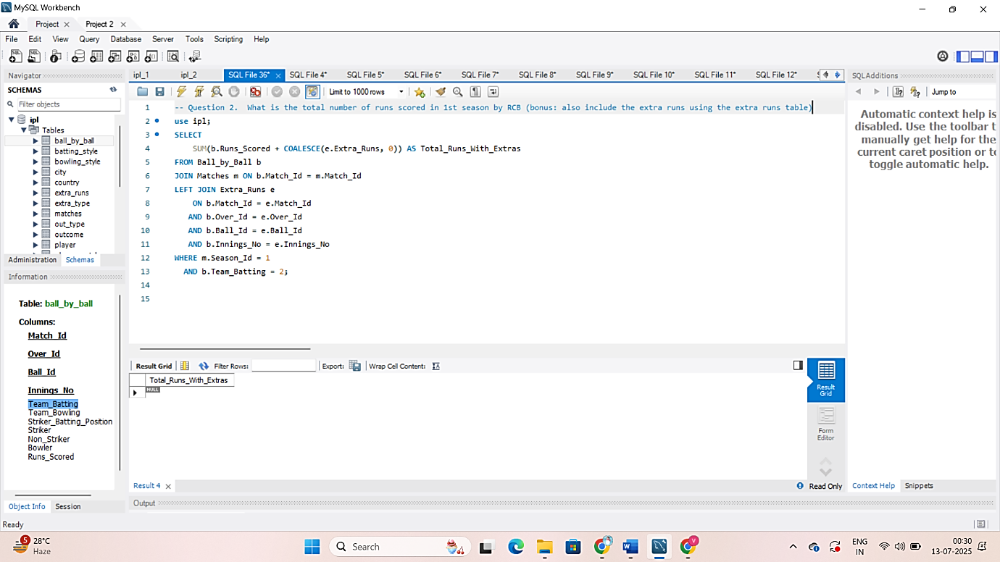 MySQL Workbench
Project
Project 2
File Edit View Query Database Server Tools Scripting Help
Navigator
SCHEMAS
Filter objects
ipl
Tables
ball_by_ball
batting_style
bowling_style
city
country
extra_runs
extra_type
matches
out_type
outcome
player
Administration Schemas
Information
Table: ball_by_ball
Columns:
Match_Id
Over_Id
Ball_Id
Innings_No
Team_Batting
Team_Bowling
Striker_Batting_Position
Striker
Non_Striker
Bowler
Runs_Scored
Object Info Session
Ready
ipl_1 ipl_2 SQL File 36* SQL File 4* SQL File 5* SQL File 6* SQL File 7* SQL File 8* SQL File 9* SQL File 10* SQL File 11* SQL File 12*
Limit to 1000 rows
1 -- Question 2. What is the total number of runs scored in 1st season by RCB (bonus: also include the extra runs using the extra runs table)
2 use ipl;
3 SELECT
4 SUM(b.Runs_Scored + COALESCE(e.Extra_Runs, 0)) AS Total_Runs_With_Extras
5 FROM Ball_by_Ball b
6 JOIN Matches m ON b.Match_Id = m.Match_Id
7 LEFT JOIN Extra_Runs e
8 ON b.Match_Id = e.Match_Id
9 AND b.Over_Id = e.Over_Id
10 AND b.Ball_Id = e.Ball_Id
11 AND b.Innings_No = e.Innings_No
12 WHERE m.Season_Id = 1
13 AND b.Team_Batting = 2;
14
15
Result Grid Filter Rows: Export: Wrap Cell Content:
Total_Runs_With_Extras
NULL
Result Grid
Form Editor
Result 4
Read Only
Output
SQLAdditions
Jump to
Automatic context help is
disabled. Use the toolbar t
manually get help for the
current caret position or to
toggle automatic help.
Context Help Snippets
5
28°C
Haze
Search
V
ENG
IN
00:30
13-07-2025